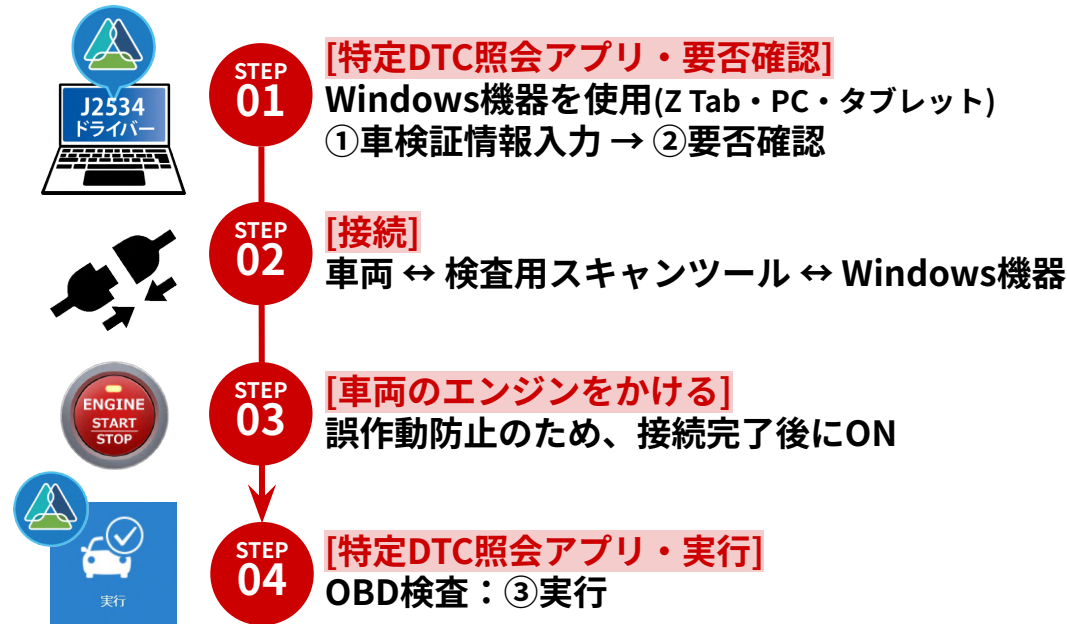 J2534
ドライバー
STEP
01
[特定DTC照会アプリ・要否確認]
Windows機器を使用(Z Tab・PC・タブレット)
①車検証情報入力 → ②要否確認
STEP
02
[接続]
車両 ↔ 検査用スキャンツール ↔ Windows機器
ENGINE
START
STOP
STEP
03
[車両のエンジンをかける]
誤作動防止のため、接続完了後にON
実行
STEP
04
[特定DTC照会アプリ・実行]
OBD検査：③実行